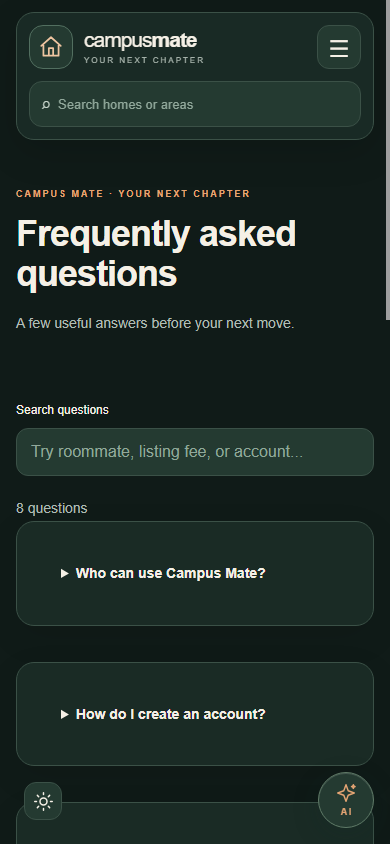 campusmate
YOUR NEXT CHAPTER
Search homes or areas
CAMPUS MATE · YOUR NEXT CHAPTER
Frequently asked
questions
A few useful answers before your next move.
Search questions
Try roommate, listing fee, or account...
8 questions
Who can use Campus Mate?
How do I create an account?
AI